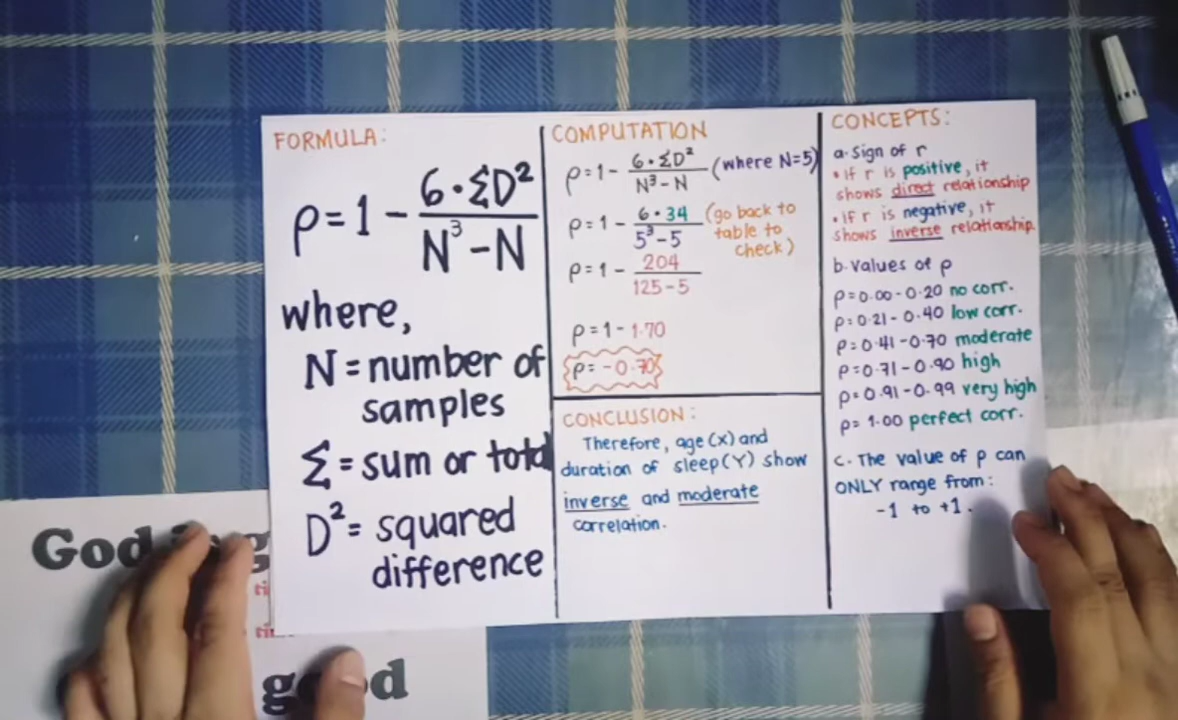 FORMULA:
ρ = 1 - 6·ΣD² / N³ - N
where,
N = number of
samples
Σ = sum or total
D² = squared
difference
COMPUTATION
ρ = 1 - 6·ΣD² / N³ - N (where N=5)
ρ = 1 - 6·34 / 5³ - 5 (go back to
table to
check)
ρ = 1 - 204 / 125 - 5
ρ = 1 - 1.70
ρ = -0.70
CONCLUSION:
Therefore, age (x) and
duration of sleep (Y) show
inverse and moderate
correlation.
CONCEPTS:
a. Sign of r
• if r is positive, it
shows direct relationship
• if r is negative, it
shows inverse relationship.
b. Values of ρ
ρ = 0.00 - 0.20 no corr.
ρ = 0.21 - 0.40 low corr.
ρ = 0.41 - 0.70 moderate
ρ = 0.71 - 0.90 high
ρ = 0.91 - 0.99 very high
ρ = 1.00 perfect corr.
c. The value of ρ can
ONLY range from:
-1 to +1.
God